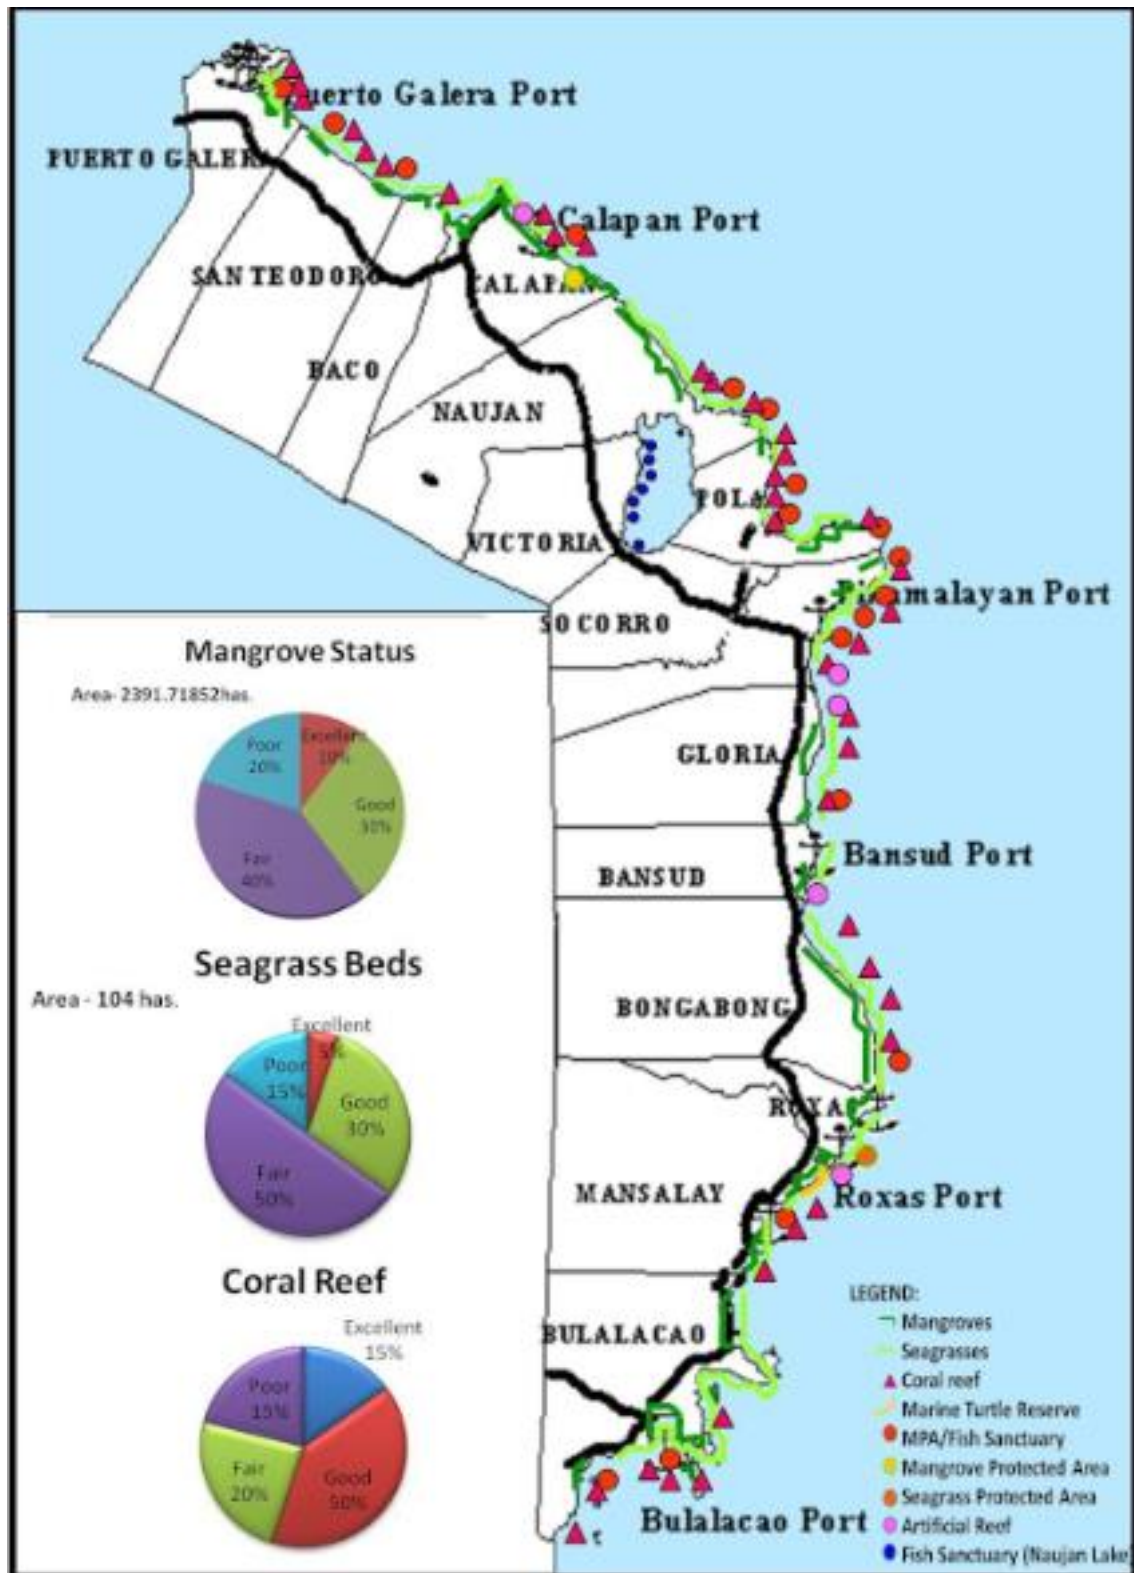 Puerto Galera Port
PUERTO GALERA
Calapan Port
SAN TEODORO
CALAPAN
BACO
NAUJAN
POLA
VICTORIA
Pinamalayan Port
SOCORRO
GLORIA
Bansud Port
BANSUD
BONGABONG
ROXA
MANSALAY
Roxas Port
BULALACAO
Bulalacao Port
Mangrove Status
Area- 2391.71852has.
Excellent
10%
Good
30%
Fair
40%
Poor
20%
Seagrass Beds
Area - 104 has.
Excellent
5%
Good
30%
Fair
50%
Poor
15%
Coral Reef
Excellent
15%
Good
50%
Fair
20%
Poor
15%
LEGEND:
Mangroves
Seagrasses
Coral reef
Marine Turtle Reserve
MPA/Fish Sanctuary
Mangrove Protected Area
Seagrass Protected Area
Artificial Reef
Fish Sanctuary (Naujan Lake)